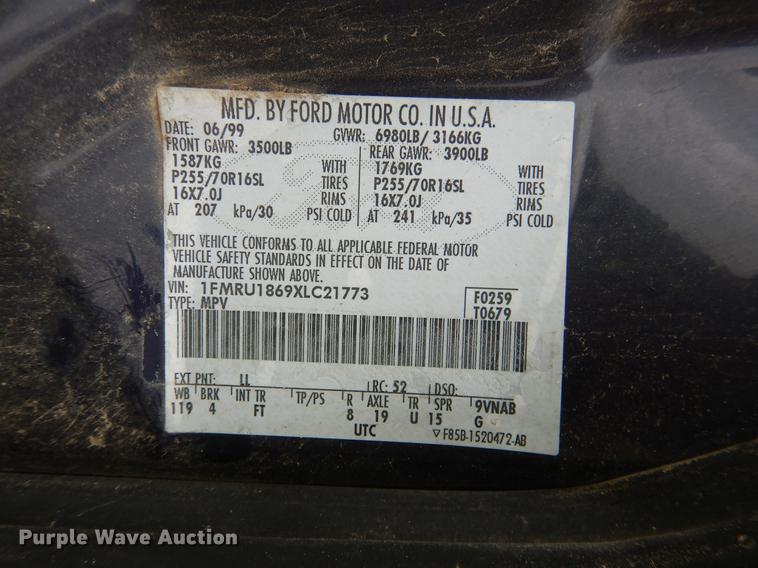 MFD. BY FORD MOTOR CO. IN U.S.A.
DATE: 06/99 GVWR: 6980LB/ 3166KG
FRONT GAWR: 3500LB REAR GAWR: 3900LB
1587KG WITH 1769KG WITH
P255/70R16SL TIRES P255/70R16SL TIRES
16X7.0J RIMS 16X7.0J RIMS
AT 207 kPa/30 PSI COLD AT 241 kPa/35 PSI COLD
THIS VEHICLE CONFORMS TO ALL APPLICABLE FEDERAL MOTOR
VEHICLE SAFETY STANDARDS IN EFFECT ON THE DATE OF
MANUFACTURE SHOWN ABOVE.
VIN: 1FMRU1869XLC21773 F0259
TYPE: MPV T0679
EXT PNT: LL RC: 52 DSO:
WB BRK INT TR TP/PS R AXLE TR SPR 9VNAB
119 4 FT 8 19 U 15 G
UTC ▽ F85B-1520472-AB
Purple Wave Auction